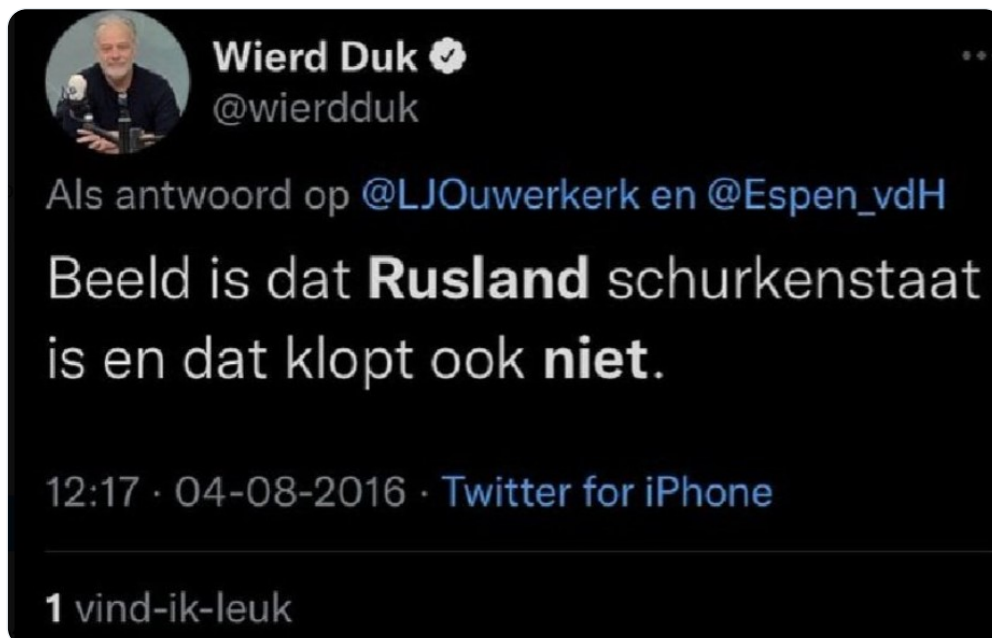 Wierd Duk
@wierdduk
Als antwoord op @LJOuwerkerk en @Espen_vdH
Beeld is dat Rusland schurkenstaat
is en dat klopt ook niet.
12:17 · 04-08-2016 · Twitter for iPhone
1 vind-ik-leuk